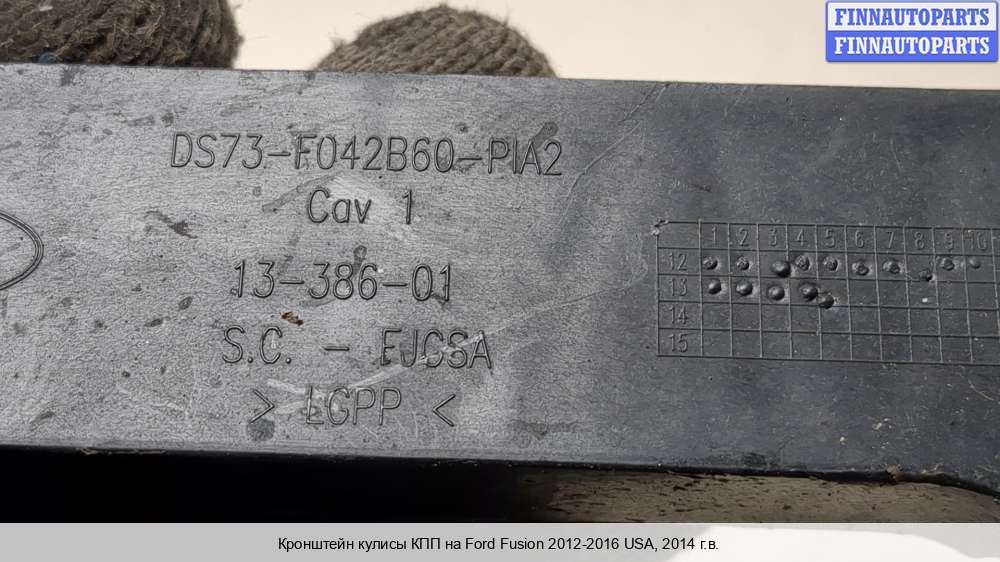 FINNAUTOPARTS
FINNAUTOPARTS
DS73-F042B60-PIA2
Cav 1
13-386-01
S.C. - EJCSA
> LGPP <
1 2 3 4 5 6 7 8 9 10
12
13
14
15
Кронштейн кулисы КПП на Ford Fusion 2012-2016 USA, 2014 г.в.